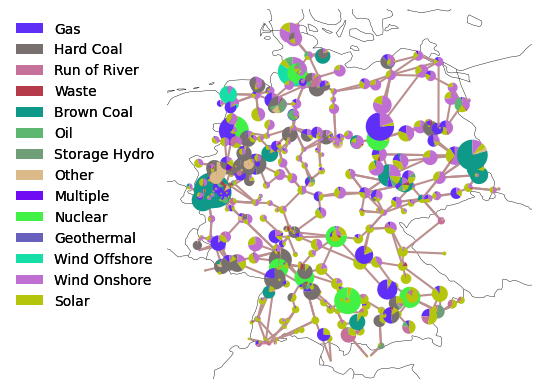 Gas
Hard Coal
Run of River
Waste
Brown Coal
Oil
Storage Hydro
Other
Multiple
Nuclear
Geothermal
Wind Offshore
Wind Onshore
Solar